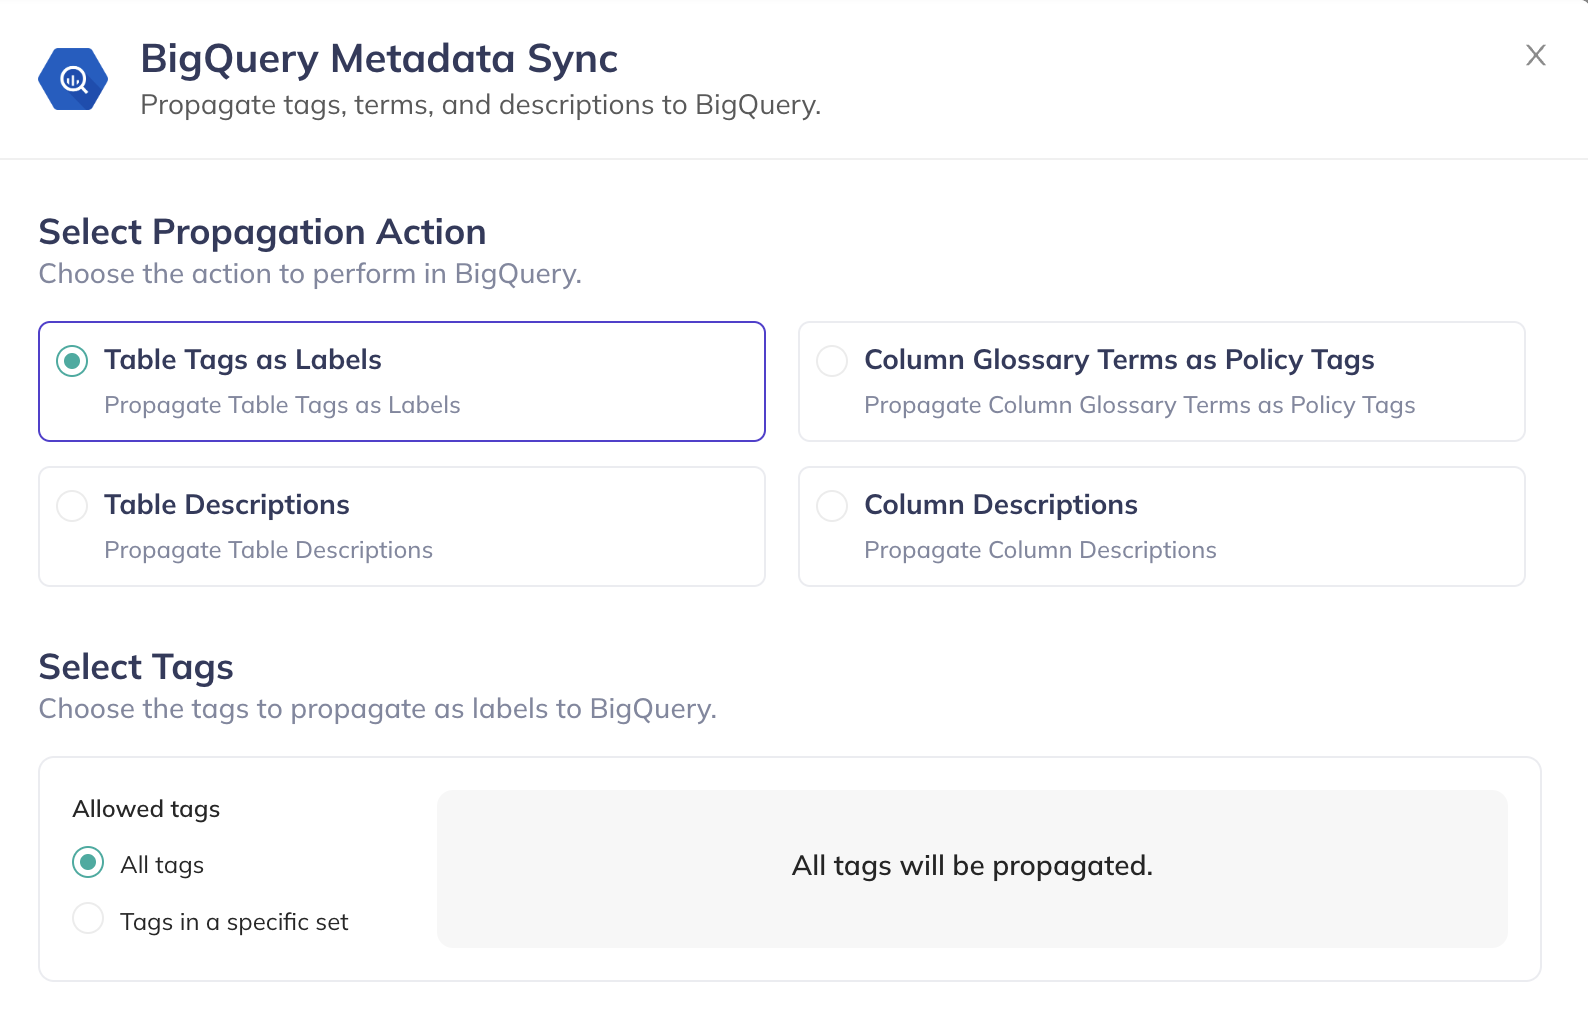 BigQuery Metadata Sync
Propagate tags, terms, and descriptions to BigQuery.
Select Propagation Action
Choose the action to perform in BigQuery.
Table Tags as Labels
Propagate Table Tags as Labels
Column Glossary Terms as Policy Tags
Propagate Column Glossary Terms as Policy Tags
Table Descriptions
Propagate Table Descriptions
Column Descriptions
Propagate Column Descriptions
Select Tags
Choose the tags to propagate as labels to BigQuery.
Allowed tags
All tags
Tags in a specific set
All tags will be propagated.